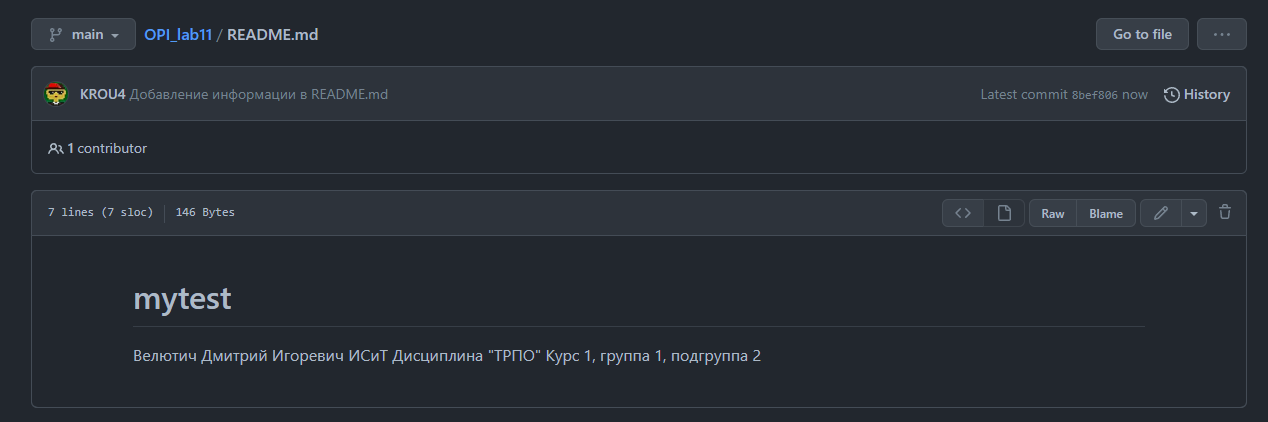 main OPI_lab11 / README.md Go to file ...
KROU4 Добавление информации в README.md Latest commit 8bef806 now History
1 contributor
7 lines (7 sloc) 146 Bytes <> Raw Blame
mytest
Велютич Дмитрий Игоревич ИСиТ Дисциплина "ТРПО" Курс 1, группа 1, подгруппа 2